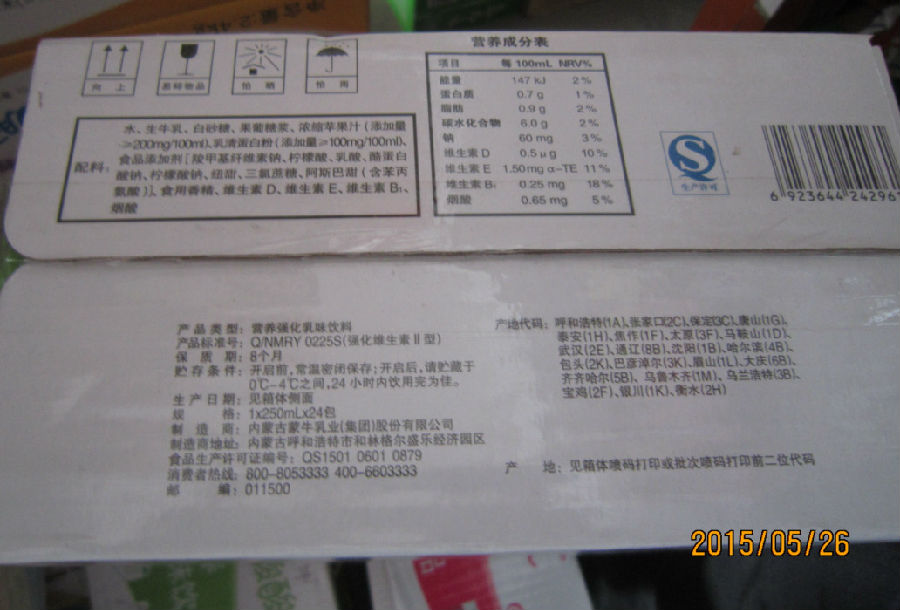 净含量2.4kg
向上
易碎物品
怕晒
怕雨
配料：
水、生牛乳、白砂糖、果葡糖浆、浓缩苹果汁（添加量
≥200mg/100ml)、乳清蛋白粉（添加量≥100mg/100ml)、
食品添加剂［羧甲基纤维素钠、柠檬酸、乳酸、酪蛋白
酸钠、柠檬酸钠、纽甜、三氯蔗糖、阿斯巴甜（含苯丙
氨酸)］、食用香精、维生素D、维生素E、维生素B₁、
烟酸
营养成分表
项目 每100mL NRV%
能量 147 kJ 2%
蛋白质 0.7 g 1%
脂肪 0.9 g 2%
碳水化合物 6.0 g 2%
钠 60 mg 3%
维生素 D 0.5 μg 10%
维生素 E 1.50 mg α-TE 11%
维生素 B₁ 0.25 mg 18%
烟酸 0.65 mg 5%
生产许可
6 923644 24296
产品类型：营养强化乳味饮料
产品标准号：Q/NMRY 0225S(强化维生素Ⅱ型)
保质期：8个月
贮存条件：开启前,常温密闭保存;开启后,请贮藏于
0℃-4℃之间,24小时内饮用完为佳。
生产日期：见箱体侧面
规格：1x250mLx24包
制造商：内蒙古蒙牛乳业(集团)股份有限公司
制造商地址：内蒙古呼和浩特市和林格尔盛乐经济园区
食品生产许可证编号：QS1501 0601 0879
消费者热线：800-8053333 400-6603333
邮编：011500
产地代码：呼和浩特(1A)、张家口(2C)、保定(3C)、唐山(1G)、
泰安(1H)、焦作(1F)、太原(3F)、马鞍山(1D)、
武汉(2E)、通辽(8B)、沈阳(1B)、哈尔滨(4B)、
包头(2K)、巴彦淖尔(3K)、眉山(1L)、大庆(6B)、
齐齐哈尔(5B)、乌鲁木齐(1M)、乌兰浩特(3B)、
宝鸡(2F)、银川(1K)、衡水(2H)
产地：见箱体喷码打印或批次喷码打印前二位代码
2015/05/26